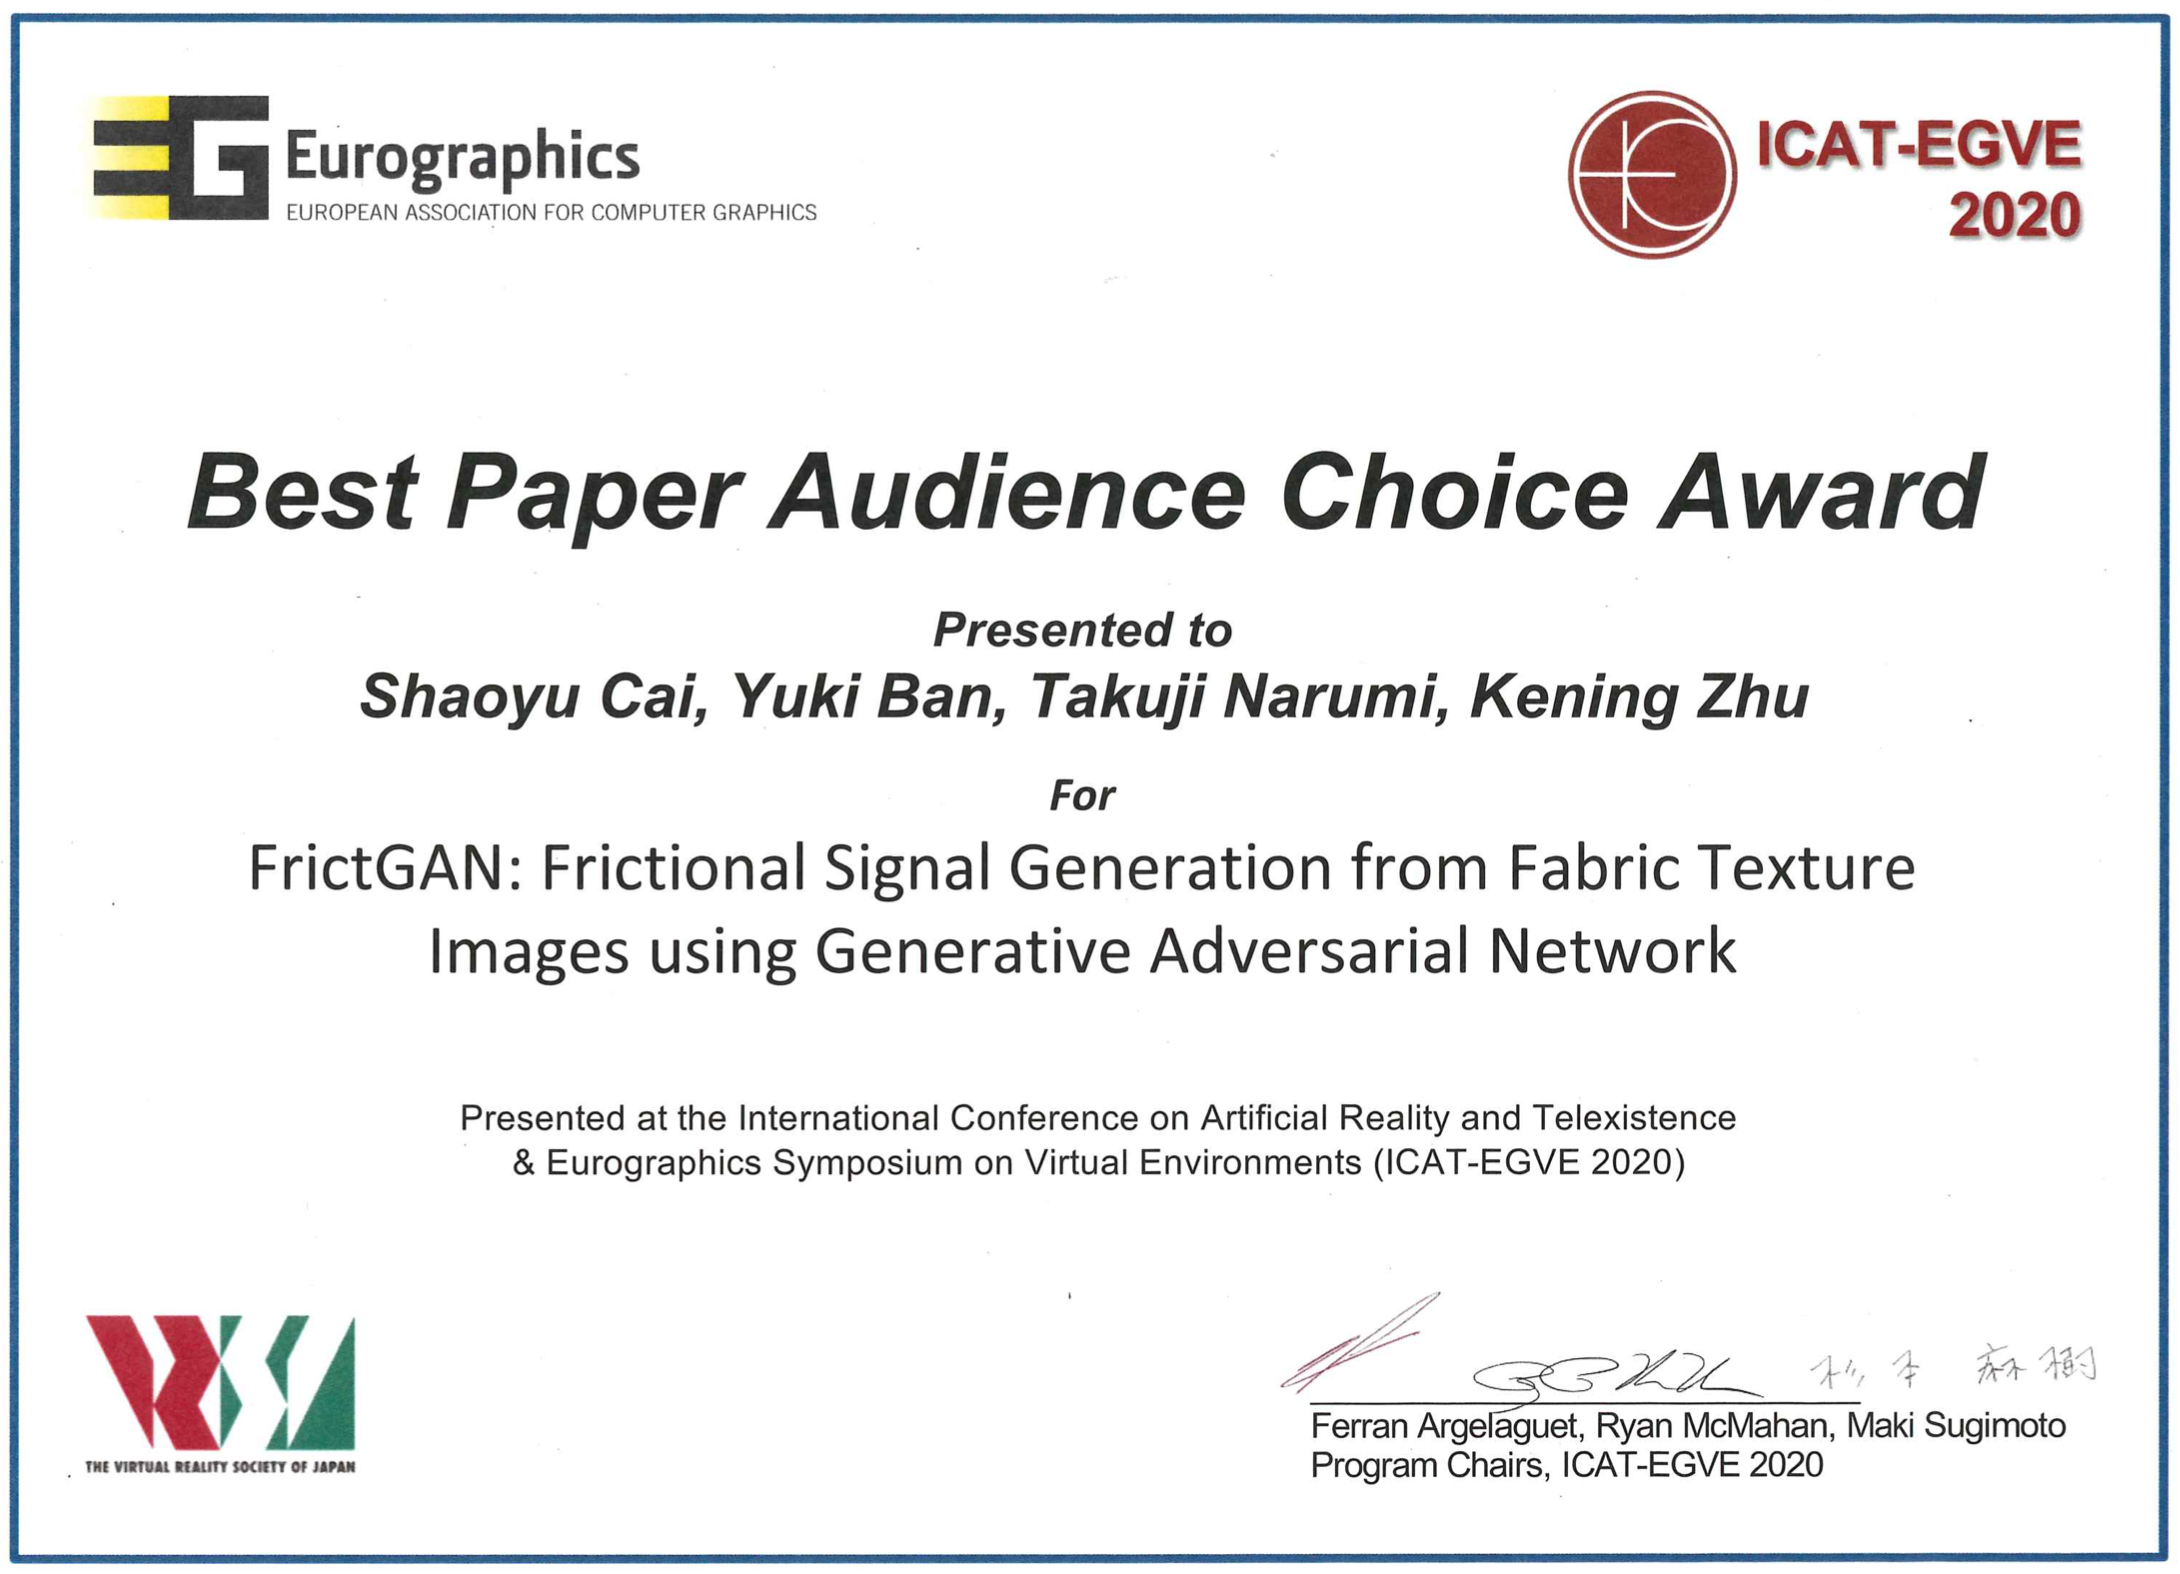 EG Eurographics
EUROPEAN ASSOCIATION FOR COMPUTER GRAPHICS
ICAT-EGVE
2020
Best Paper Audience Choice Award
Presented to
Shaoyu Cai, Yuki Ban, Takuji Narumi, Kening Zhu
For
FrictGAN: Frictional Signal Generation from Fabric Texture
Images using Generative Adversarial Network
Presented at the International Conference on Artificial Reality and Telexistence
& Eurographics Symposium on Virtual Environments (ICAT-EGVE 2020)
VRSJ
THE VIRTUAL REALITY SOCIETY OF JAPAN
杉本 麻樹
Ferran Argelaguet, Ryan McMahan, Maki Sugimoto
Program Chairs, ICAT-EGVE 2020